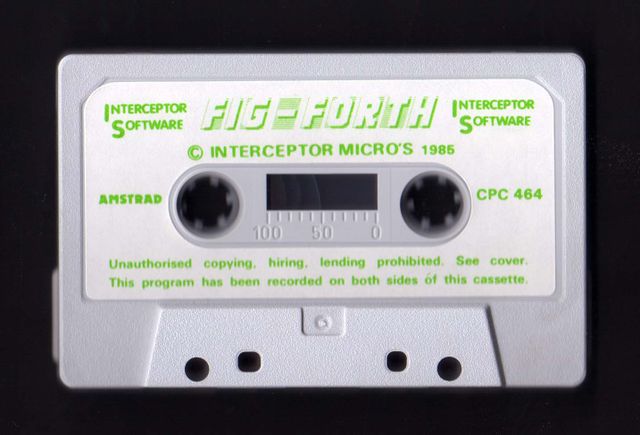 INTERCEPTOR SOFTWARE
FIG-FORTH
INTERCEPTOR SOFTWARE
© INTERCEPTOR MICRO'S 1985
AMSTRAD
CPC 464
100 50 0
Unauthorised copying, hiring, lending prohibited. See cover.
This program has been recorded on both sides of this cassette.